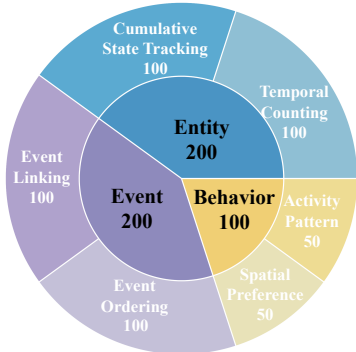 Cumulative
State Tracking
100
Temporal
Counting
100
Entity
200
Event
Linking
100
Event
200
Behavior
100
Activity
Pattern
50
Spatial
Preference
50
Event
Ordering
100